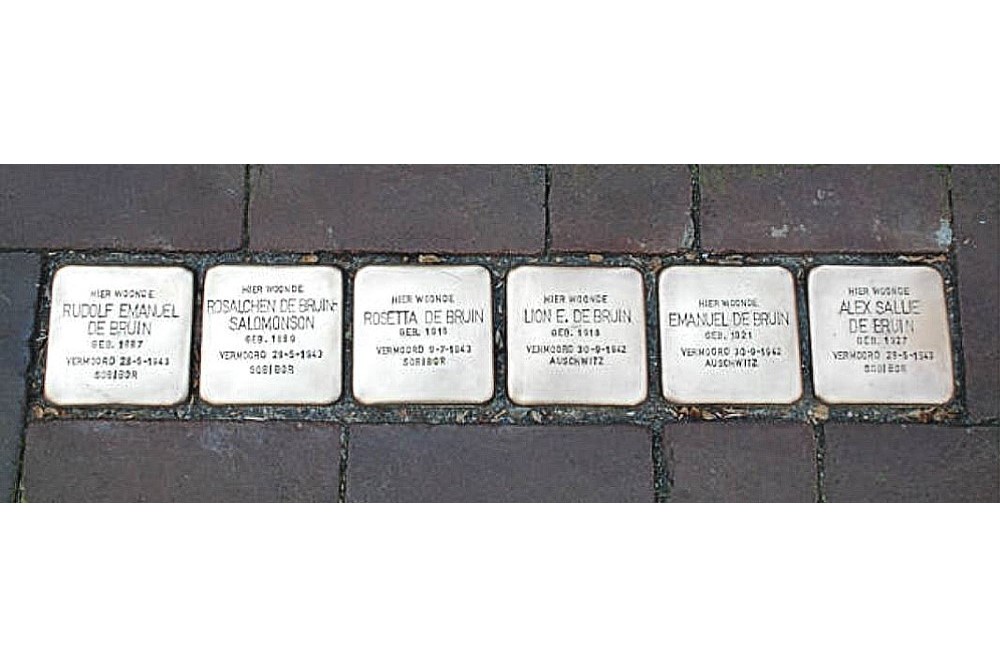 HIER WOONDE
RUDOLF EMANUEL
DE BRUIN
GEB. 1887
VERMOORD 28-5-1943
SOBIBOR
HIER WOONDE
ROSALCHEN DE BRUIN-
SALOMONSON
GEB.
VERMOORD 28-5-1943
SOBIBOR
HIER WOONDE
ROSETTA DE BRUIN
GEB.
VERMOORD 9-7-1943
SOBIBOR
HIER WOONDE
LION E. DE BRUIN
GEB.
VERMOORD 30-9-1942
AUSCHWITZ
HIER WOONDE
EMANUEL DE BRUIN
GEB. 1921
VERMOORD 30-9-1942
AUSCHWITZ
HIER WOONDE
ALEX SALLIE
DE BRUIN
GEB. 1927
VERMOORD 28-5-1943
SOBIBOR